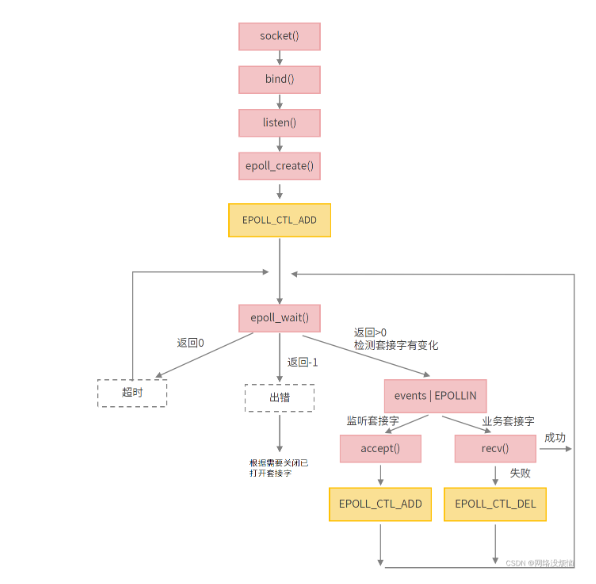 socket()
bind()
listen()
epoll_create()
EPOLL_CTL_ADD
epoll_wait()
返回0
返回-1
返回>0
检测套接字有变化
超时
出错
events | EPOLLIN
监听套接字
业务套接字
accept()
recv()
成功
失败
根据需要关闭已
打开套接字
EPOLL_CTL_ADD
EPOLL_CTL_DEL
CSDN @网络没烦恼